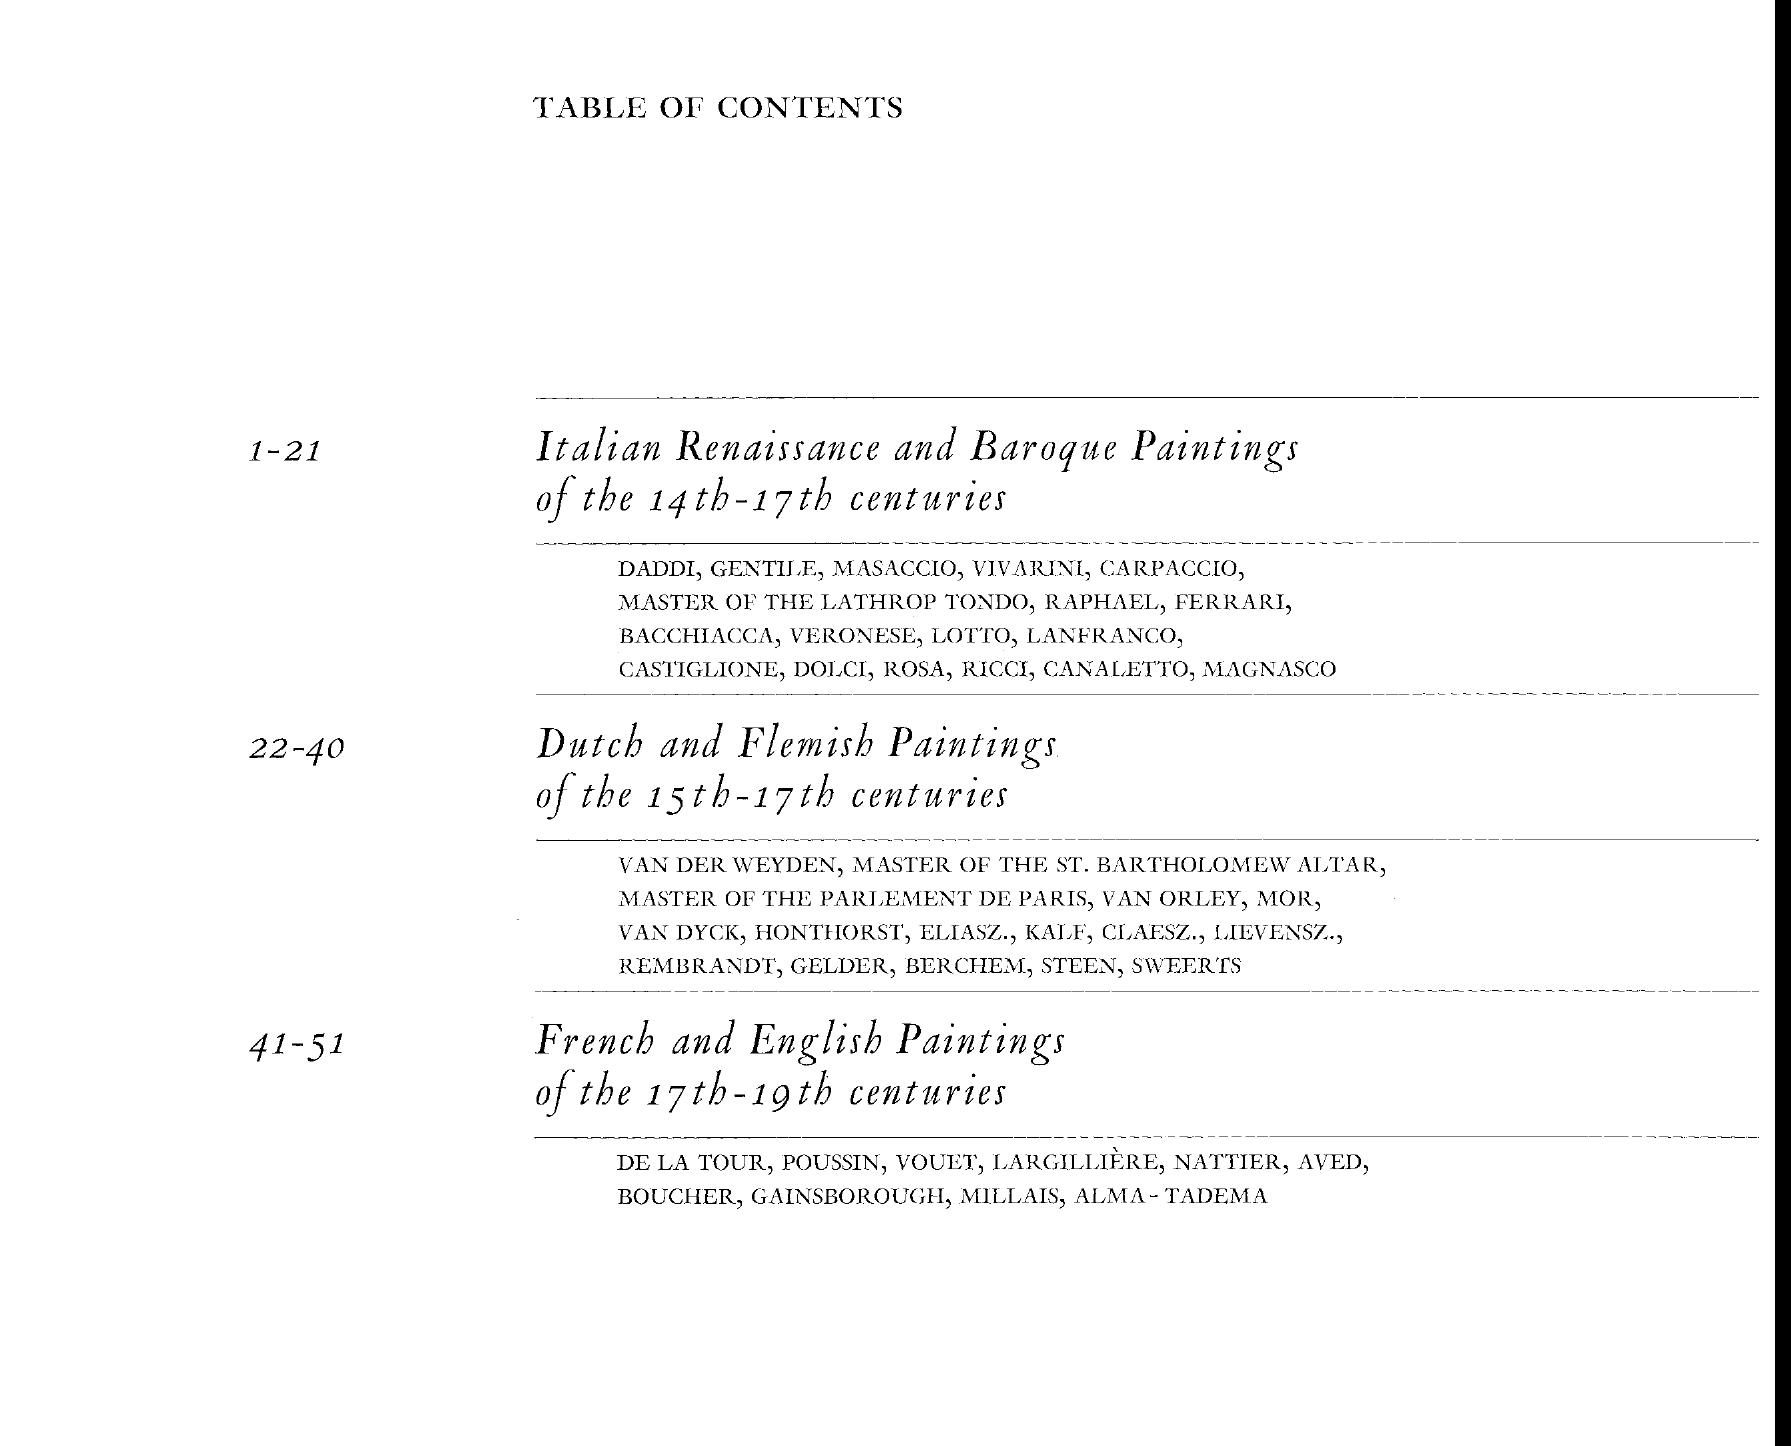 TABLE OF CONTENTS
1-21
Italian Renaissance and Baroque Paintings
of the 14th-17th centuries
DADDI, GENTILE, MASACCIO, VIVARINI, CARPACCIO,
MASTER OF THE LATHROP TONDO, RAPHAEL, FERRARI,
BACCHIACCA, VERONESE, LOTTO, LANFRANCO,
CASTIGLIONE, DOLCI, ROSA, RICCI, CANALETTO, MAGNASCO
22-40
Dutch and Flemish Paintings
of the 15th-17th centuries
VAN DER WEYDEN, MASTER OF THE ST. BARTHOLOMEW ALTAR,
MASTER OF THE PARLEMENT DE PARIS, VAN ORLEY, MOR,
VAN DYCK, HONTHORST, ELIASZ., KALF, CLAESZ., LIEVENSZ.,
REMBRANDT, GELDER, BERCHEM, STEEN, SWEERTS
41-51
French and English Paintings
of the 17th-19th centuries
DE LA TOUR, POUSSIN, VOUET, LARGILLIÈRE, NATTIER, AVED,
BOUCHER, GAINSBOROUGH, MILLAIS, ALMA-TADEMA